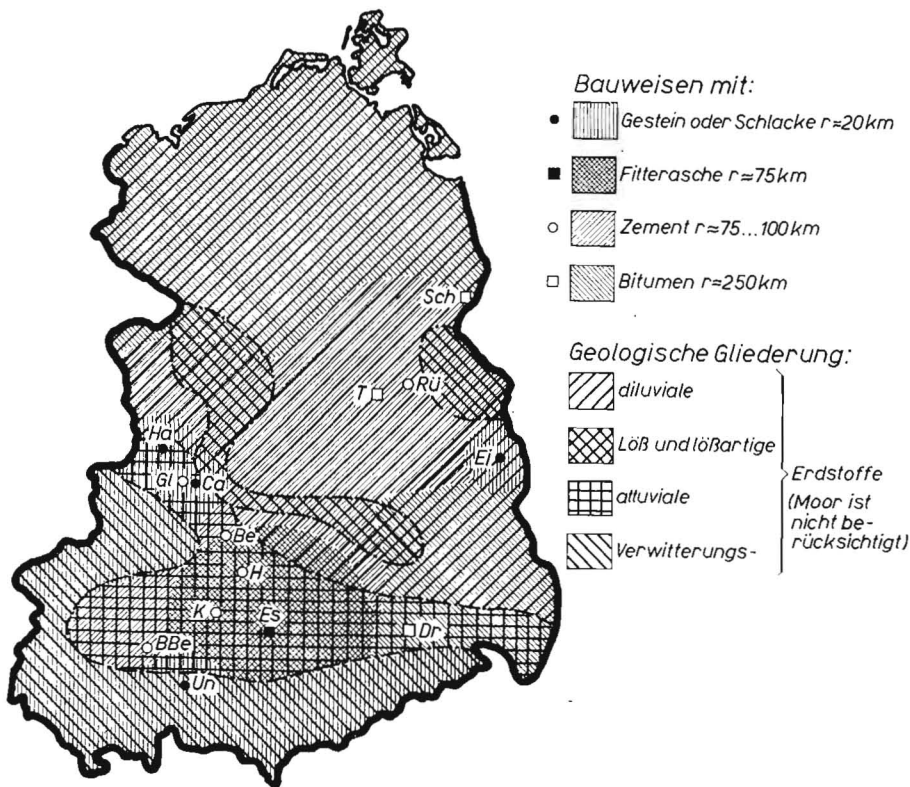 Bauweisen mit:
Gestein oder Schlacke r≈20km
Fitterasche r≈75km
Zement r≈75...100km
Bitumen r≈250km
Geologische Gliederung:
diluviale
Löß und lößartige
alluviale
Verwitterungs-
Erdstoffe
(Moor ist
nicht be-
rücksichtigt)
Sch
T
RÜ
Ha
Ei
Gl
Ca
Be
H
K
Es
Dr
BBe
Un